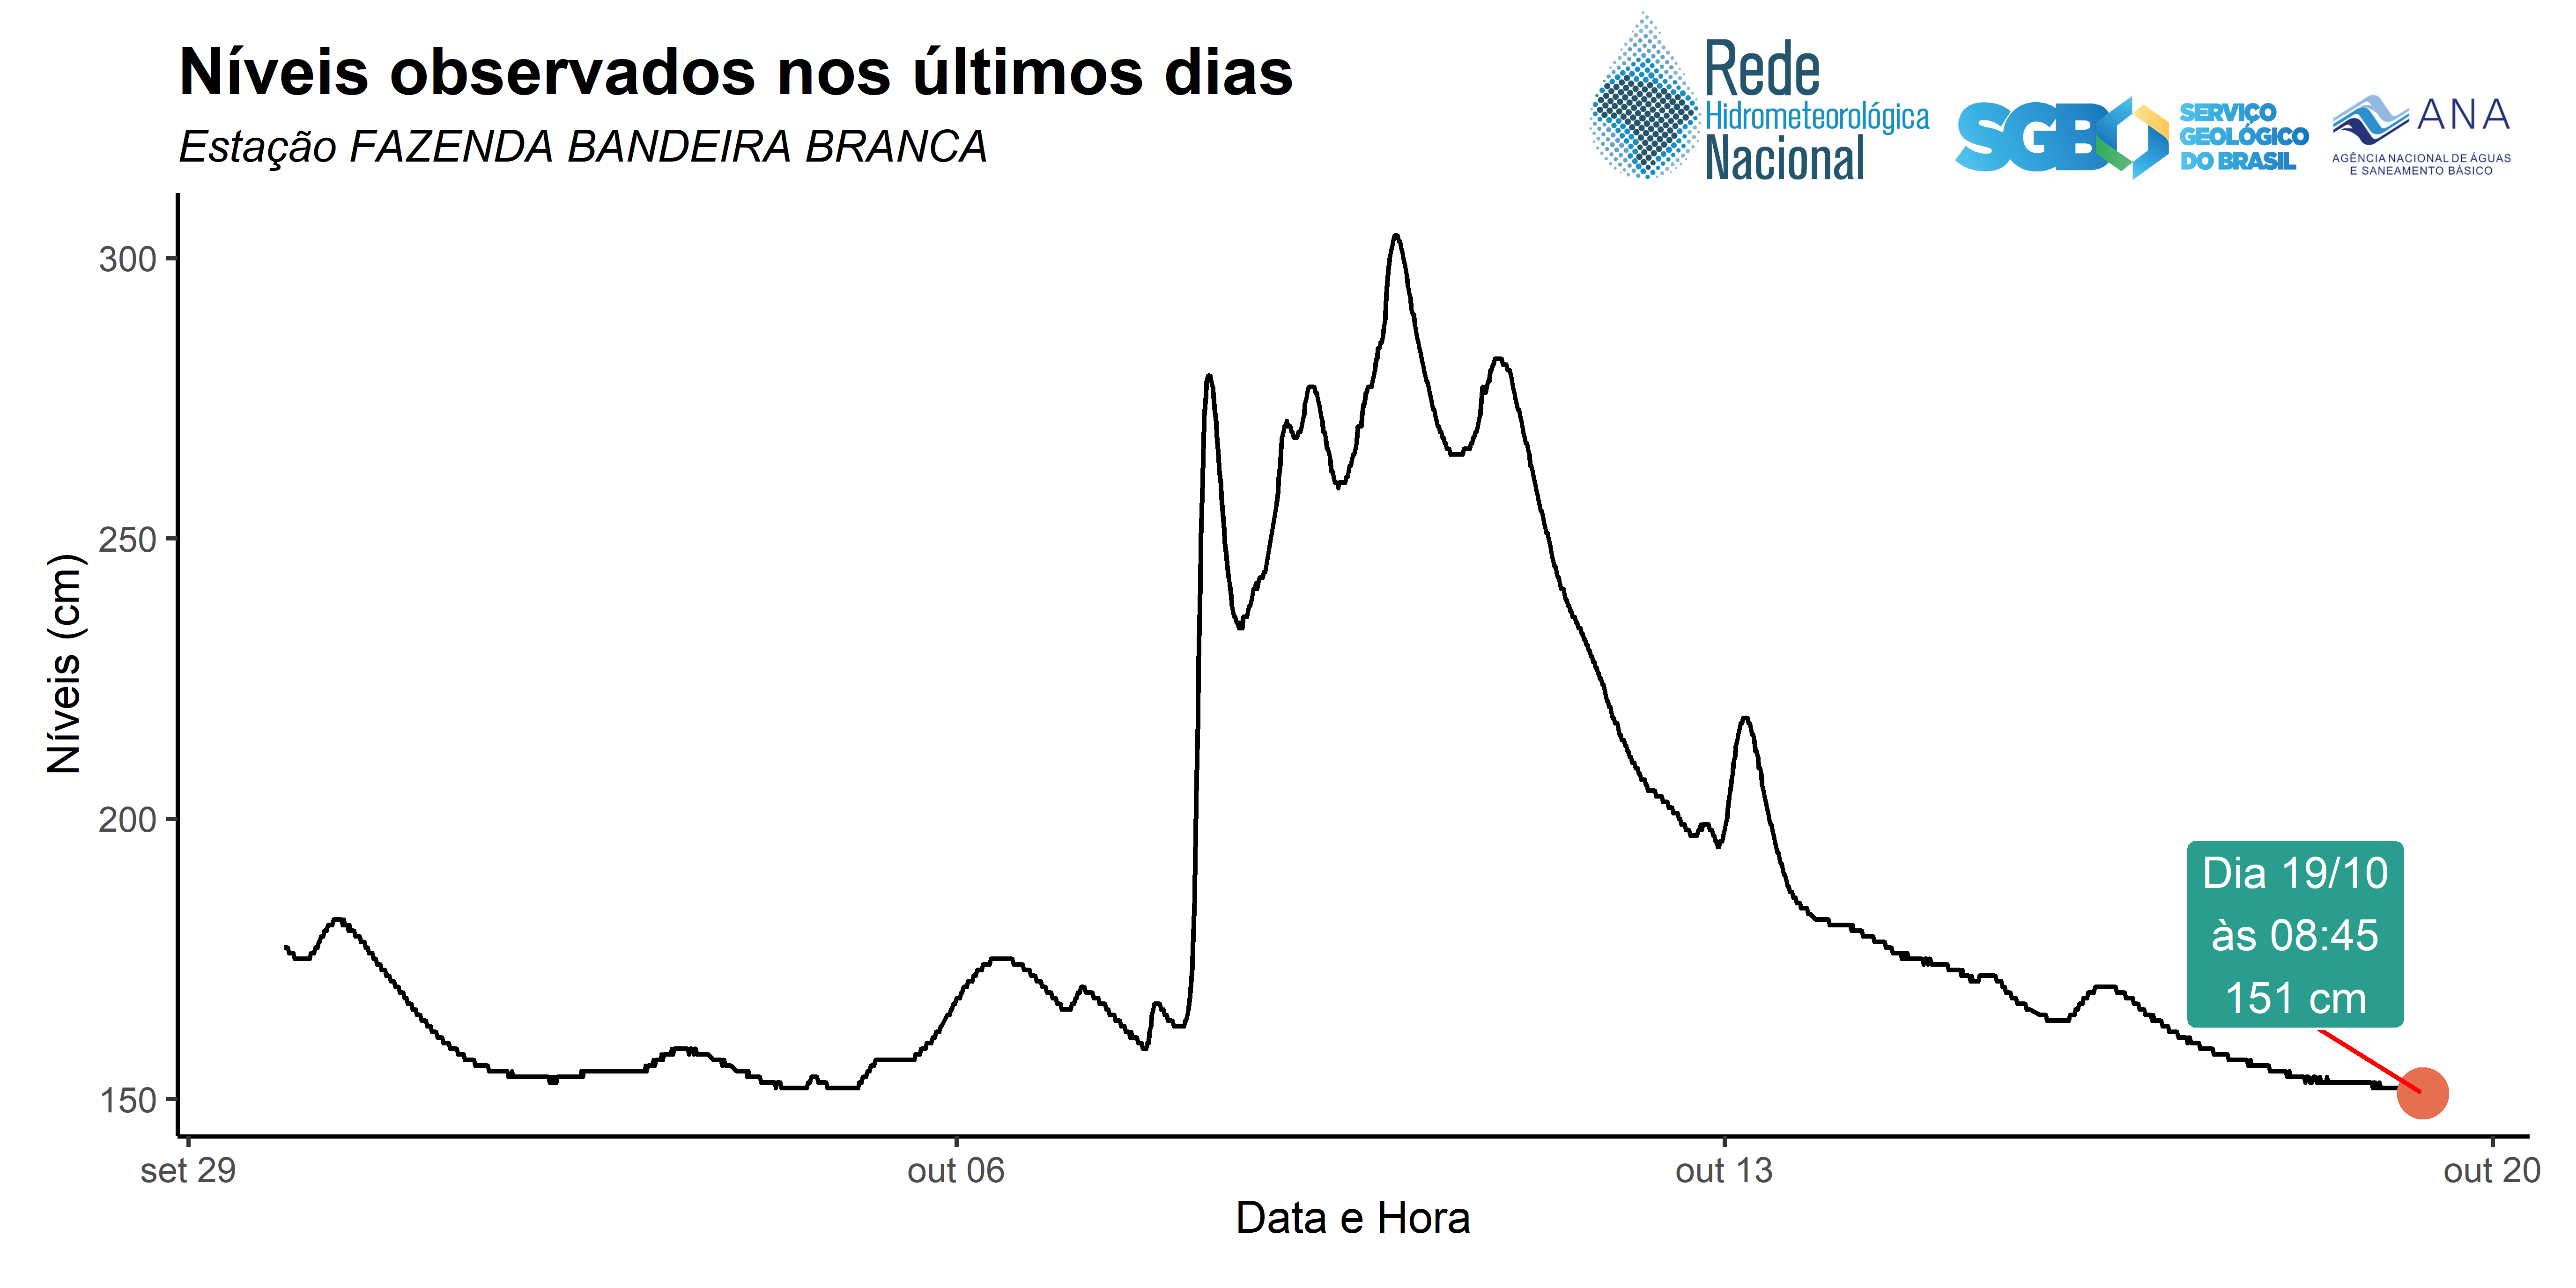 Níveis observados nos últimos dias
Estação FAZENDA BANDEIRA BRANCA
Rede
Hidrometeorológica
Nacional
SGB
SERVIÇO
GEOLÓGICO
DO BRASIL
ANA
AGÊNCIA NACIONAL DE ÁGUAS
E SANEAMENTO BÁSICO
Níveis (cm)
300
250
200
150
Dia 19/10
às 08:45
151 cm
set 29
out 06
out 13
out 20
Data e Hora